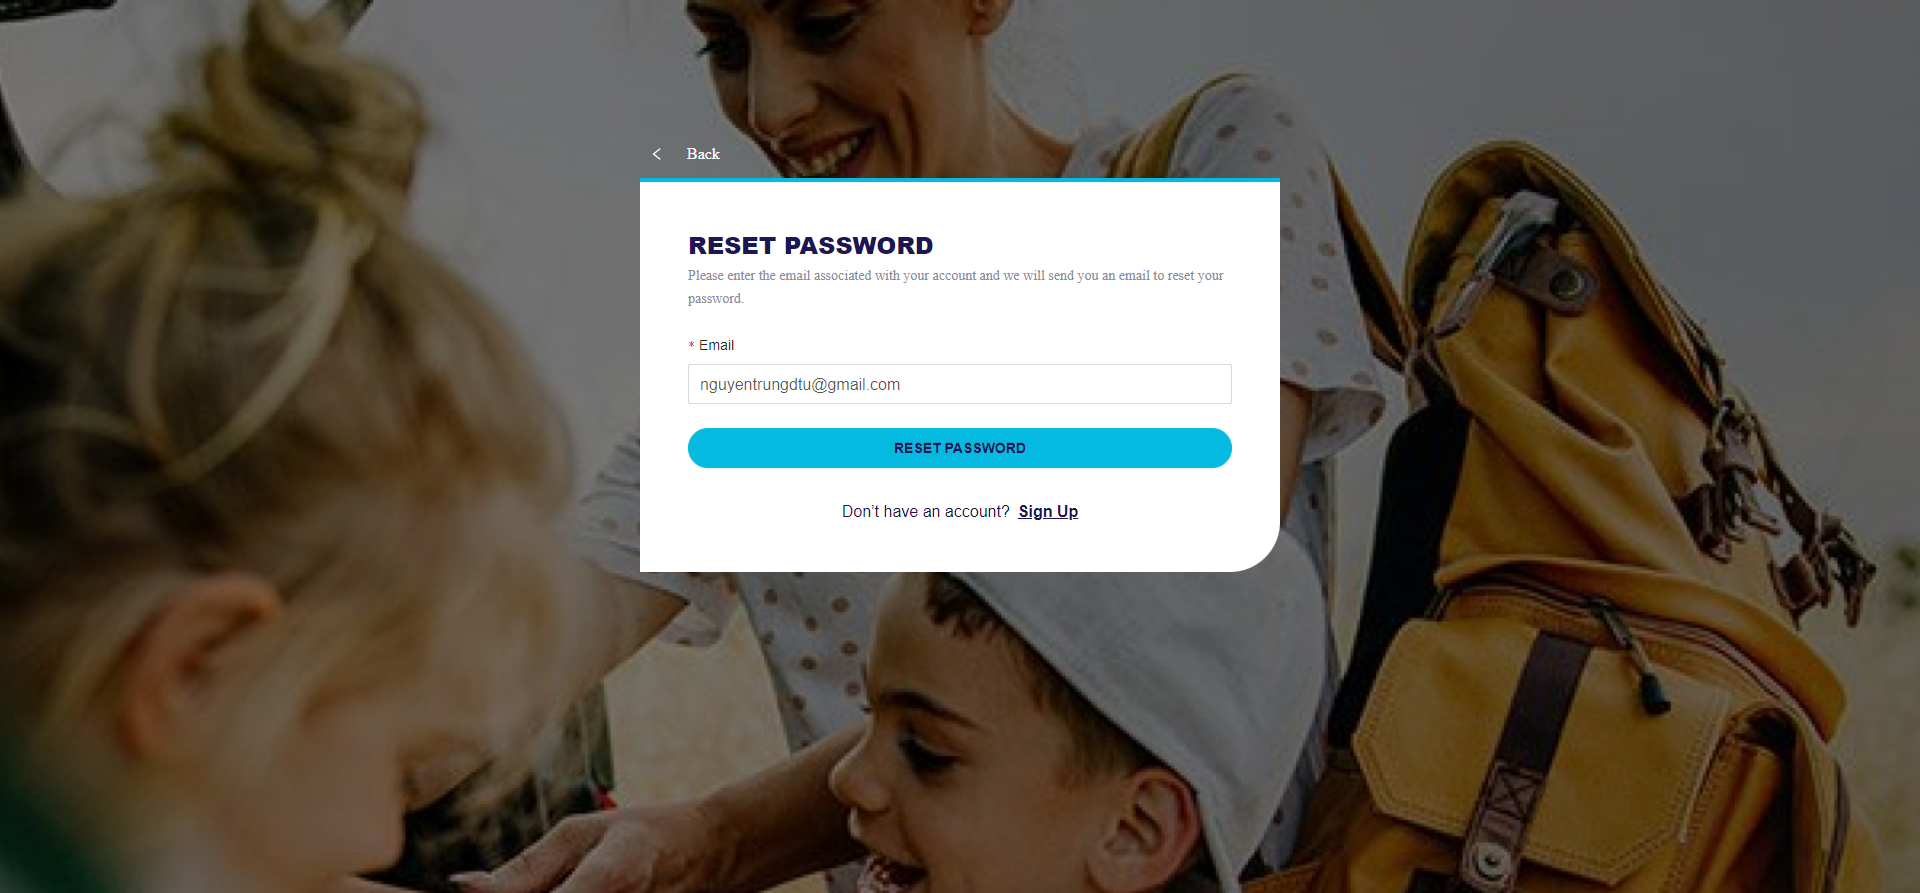 Back
RESET PASSWORD
Please enter the email associated with your account and we will send you an email to reset your
password.
* Email
nguyentrungdtu@gmail.com
RESET PASSWORD
Don’t have an account? Sign Up